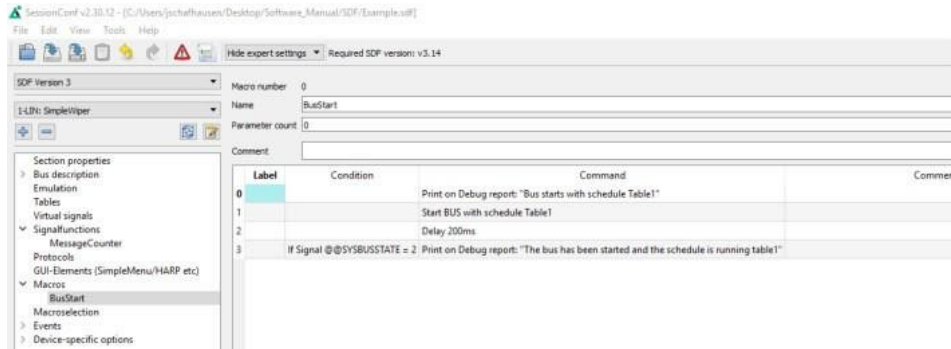 SessionConf v2.30.12 - [C:/Users/jschafhausen/Desktop/Software_Manual/SDF/Example.sdf]
File Edit View Tools Help
Hide expert settings Required SDF version: v3.14
SDF Version 3
1-LIN: SimpleWiper
Section properties
Bus description
Emulation
Tables
Virtual signals
Signalfunctions
MessageCounter
Protocols
GUI-Elements (SimpleMenu/HARP etc)
Macros
BusStart
Macroselection
Events
Device-specific options
Macro number 0
Name BusStart
Parameter count 0
Comment
Label Condition Command Commen
0 Print on Debug report: "Bus starts with schedule Table1"
1 Start BUS with schedule Table1
2 Delay 200ms
3 If Signal @@SYSBUSSTATE = 2 Print on Debug report: "The bus has been started and the schedule is running table1"